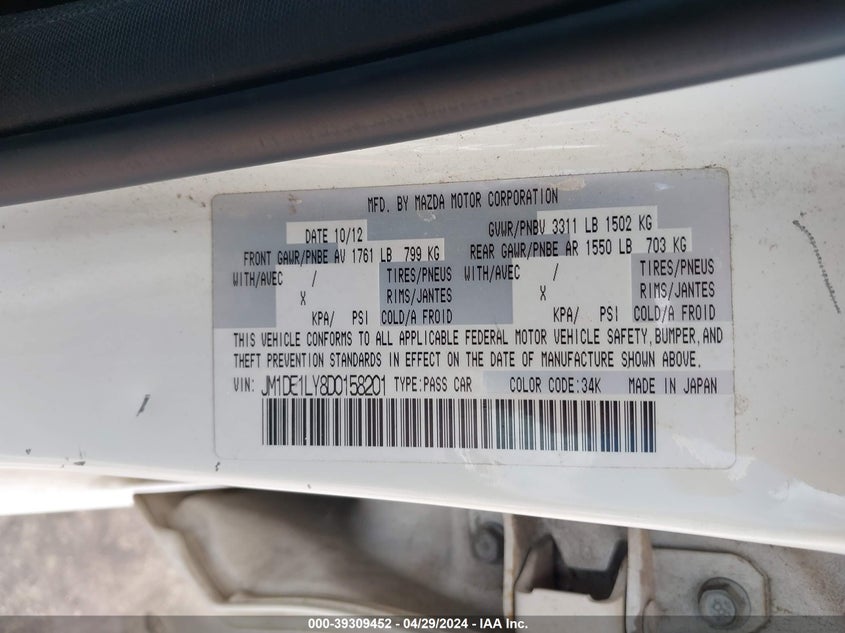 MFD. BY MAZDA MOTOR CORPORATION
DATE 10/12 GVWR/PNBV 3311 LB 1502 KG
FRONT GAWR/PNBE AV 1761 LB 799 KG REAR GAWR/PNBE AR 1550 LB 703 KG
WITH/AVEC / TIRES/PNEUS WITH/AVEC / TIRES/PNEUS
X RIMS/JANTES X RIMS/JANTES
KPA/ PSI COLD/A FROID KPA/ PSI COLD/A FROID
THIS VEHICLE CONFORMS TO ALL APPLICABLE FEDERAL MOTOR VEHICLE SAFETY, BUMPER, AND
THEFT PREVENTION STANDARDS IN EFFECT ON THE DATE OF MANUFACTURE SHOWN ABOVE.
VIN: JM1DE1LY8D0158201 TYPE:PASS CAR COLOR CODE:34K MADE IN JAPAN
000-39309452 - 04/29/2024 - IAA Inc.